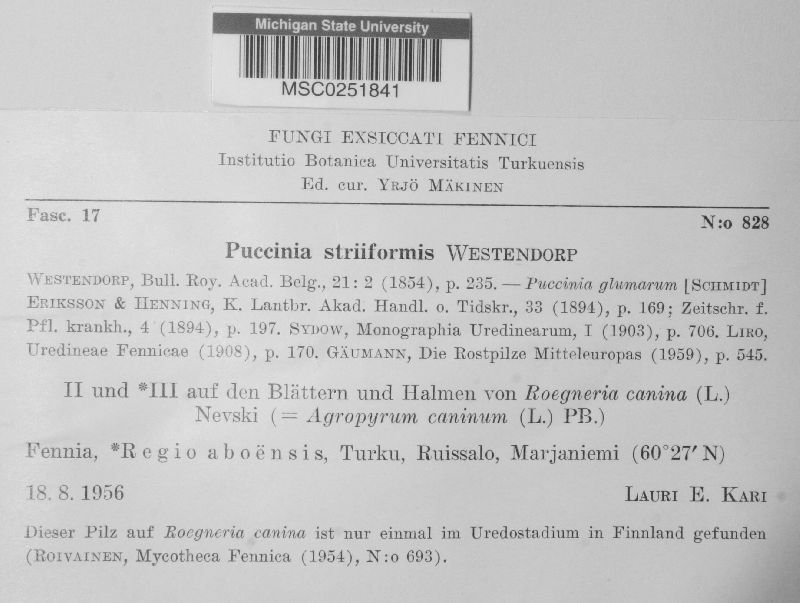 Michigan State University
MSC0251841
FUNGI EXSICCATI FENNICI
Institutio Botanica Universitatis Turkuensis
Ed. cur. YRJÖ MÄKINEN
Fasc. 17 N:o 828
Puccinia striiformis WESTENDORP
WESTENDORP, Bull. Roy. Acad. Belg., 21: 2 (1854), p. 235. — Puccinia glumarum [SCHMIDT]
ERIKSSON & HENNING, K. Lantbr. Akad. Handl. o. Tidskr., 33 (1894), p. 169; Zeitschr. f.
Pfl. krankh., 4 (1894), p. 197. SYDOW, Monographia Uredinearum, I (1903), p. 706. LIRO,
Uredineae Fennicae (1908), p. 170. GÄUMANN, Die Rostpilze Mitteleuropas (1959), p. 545.
II und *III auf den Blättern und Halmen von Roegneria canina (L.)
Nevski (= Agropyrum caninum (L.) PB.)
Fennia, *Regio aboënsis, Turku, Ruissalo, Marjaniemi (60°27′ N)
18. 8. 1956 LAURI E. KARI
Dieser Pilz auf Roegneria canina ist nur einmal im Uredostadium in Finnland gefunden
(ROIVAINEN, Mycotheca Fennica (1954), N:o 693).